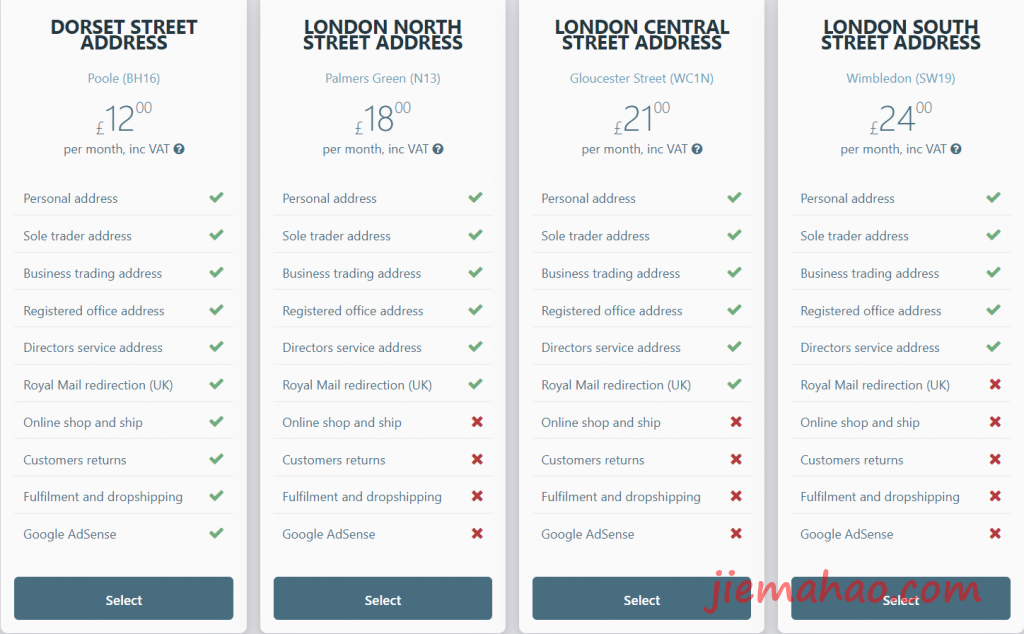 DORSET STREET
ADDRESS
Poole (BH16)
£12.00
per month, inc VAT ?
Personal address
Sole trader address
Business trading address
Registered office address
Directors service address
Royal Mail redirection (UK)
Online shop and ship
Customers returns
Fulfilment and dropshipping
Google AdSense
Select
LONDON NORTH
STREET ADDRESS
Palmers Green (N13)
£18.00
per month, inc VAT ?
Personal address
Sole trader address
Business trading address
Registered office address
Directors service address
Royal Mail redirection (UK)
Online shop and ship
Customers returns
Fulfilment and dropshipping
Google AdSense
Select
LONDON CENTRAL
STREET ADDRESS
Gloucester Street (WC1N)
£21.00
per month, inc VAT ?
Personal address
Sole trader address
Business trading address
Registered office address
Directors service address
Royal Mail redirection (UK)
Online shop and ship
Customers returns
Fulfilment and dropshipping
Google AdSense
Select
LONDON SOUTH
STREET ADDRESS
Wimbledon (SW19)
£24.00
per month, inc VAT ?
Personal address
Sole trader address
Business trading address
Registered office address
Directors service address
Royal Mail redirection (UK)
Online shop and ship
Customers returns
Fulfilment and dropshipping
Google AdSense
Select
jiemahao.com